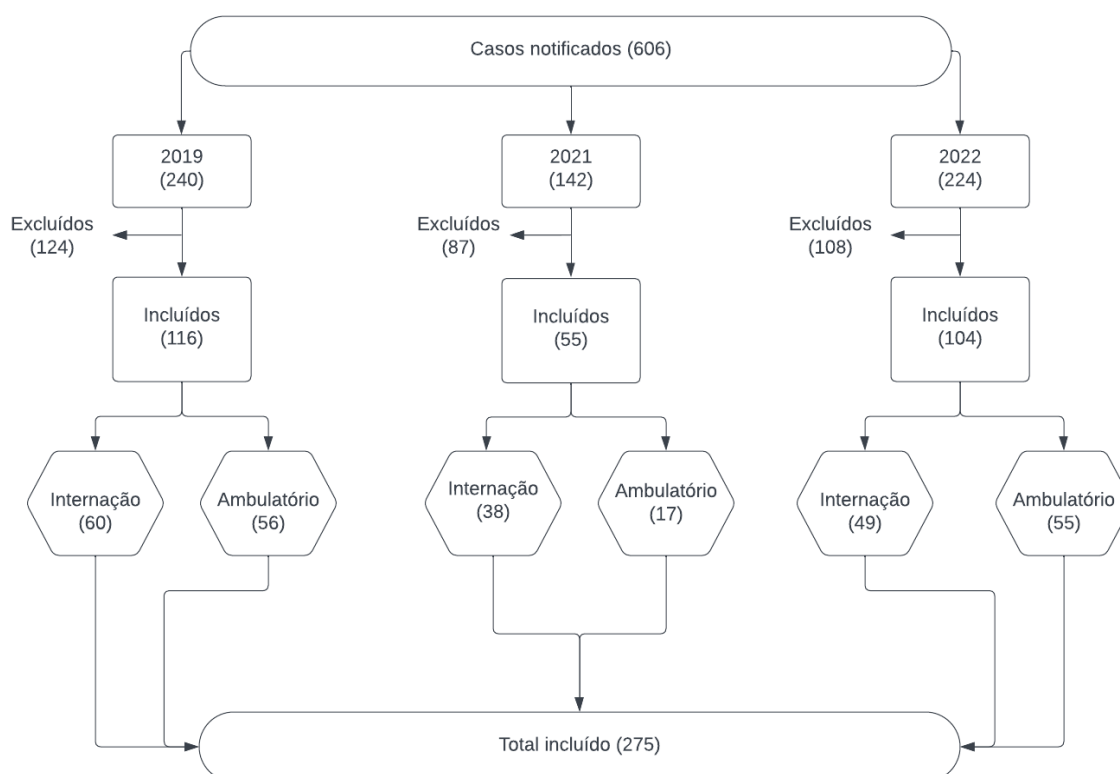 Casos notificados (606)
2019
(240)
2021
(142)
2022
(224)
Excluídos
(124)
Excluídos
(87)
Excluídos
(108)
Incluídos
(116)
Incluídos
(55)
Incluídos
(104)
Internação
(60)
Ambulatório
(56)
Internação
(38)
Ambulatório
(17)
Internação
(49)
Ambulatório
(55)
Total incluído (275)